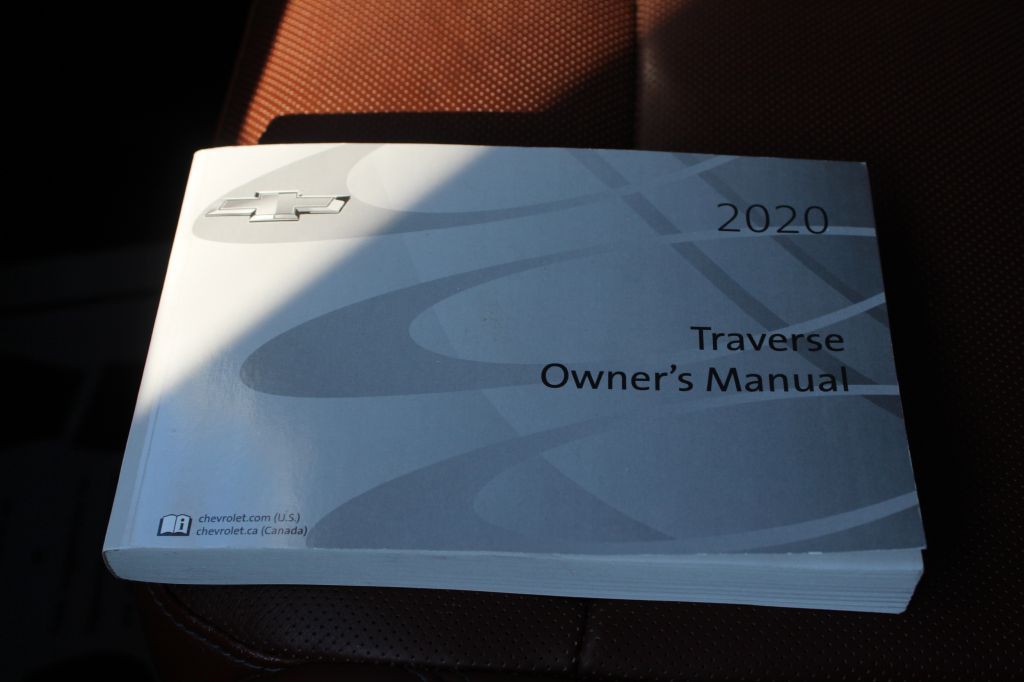 2020
Traverse
Owner's Manual
chevrolet.com (U.S.)
chevrolet.ca (Canada)